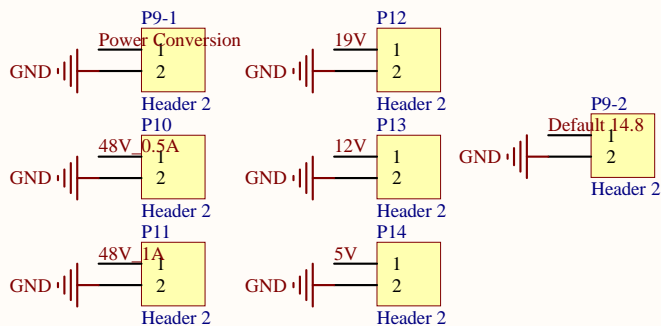 P9-1
Power Conversion
1
GND
2
Header 2
P12
19V
1
GND
2
Header 2
P10
48V_0.5A
1
GND
2
Header 2
P13
12V
1
GND
2
Header 2
P9-2
Default 14.8
1
GND
2
Header 2
P11
48V_1A
1
GND
2
Header 2
P14
5V
1
GND
2
Header 2